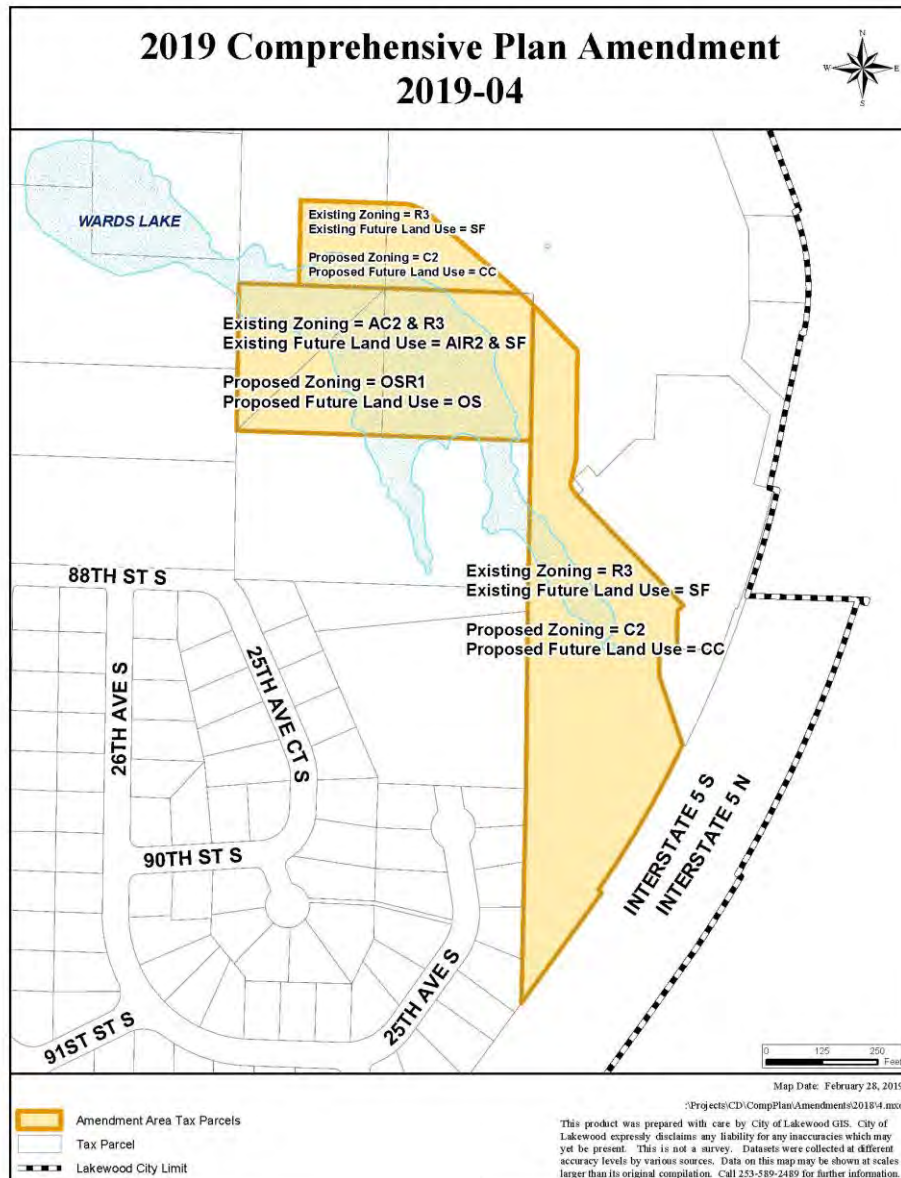 2019 Comprehensive Plan Amendment
2019-04
N
W
E
S
WARDS LAKE
Existing Zoning = R3
Existing Future Land Use = SF
Proposed Zoning = C2
Proposed Future Land Use = CC
Existing Zoning = AC2 & R3
Existing Future Land Use = AIR2 & SF
Proposed Zoning = OSR1
Proposed Future Land Use = OS
Existing Zoning = R3
Existing Future Land Use = SF
Proposed Zoning = C2
Proposed Future Land Use = CC
88TH ST S
26TH AVE S
25TH AVE CT S
90TH ST S
25TH AVE S
91ST ST S
INTERSTATE 5 S
INTERSTATE 5 N
0 125 250
Feet
Map Date: February 28, 2019
:\Projects\CD\CompPlan\Amendments\2018\4.mxd
Amendment Area Tax Parcels
Tax Parcel
Lakewood City Limit
This product was prepared with care by City of Lakewood GIS. City of
Lakewood expressly disclaims any liability for any inaccuracies which may
yet be present. This is not a survey. Datasets were collected at different
accuracy levels by various sources. Data on this map may be shown at scales
larger than its original compilation. Call 253-589-2489 for further information.